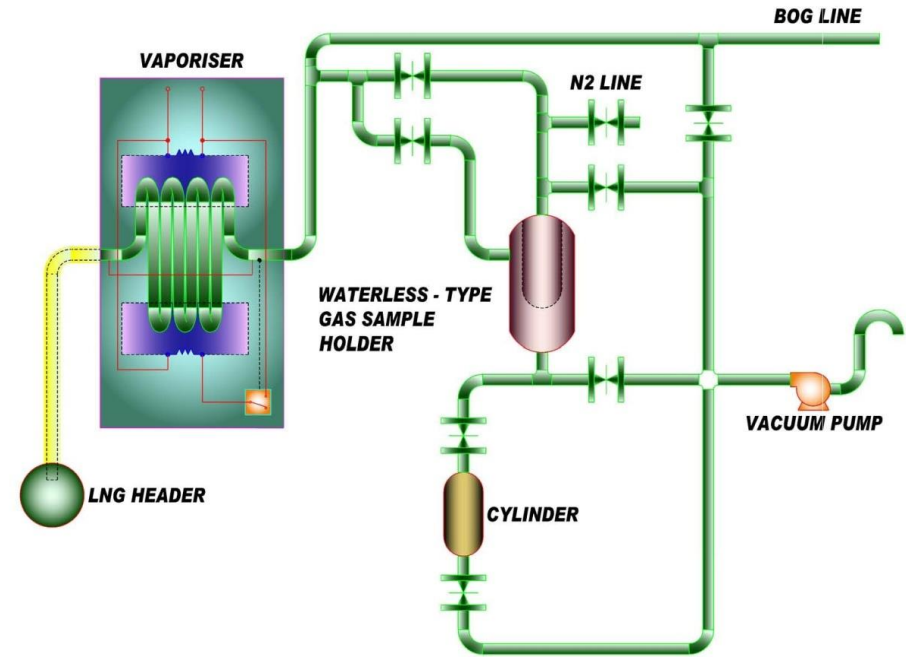 BOG LINE
VAPORISER
N2 LINE
WATERLESS - TYPE
GAS SAMPLE
HOLDER
VACUUM PUMP
LNG HEADER
CYLINDER